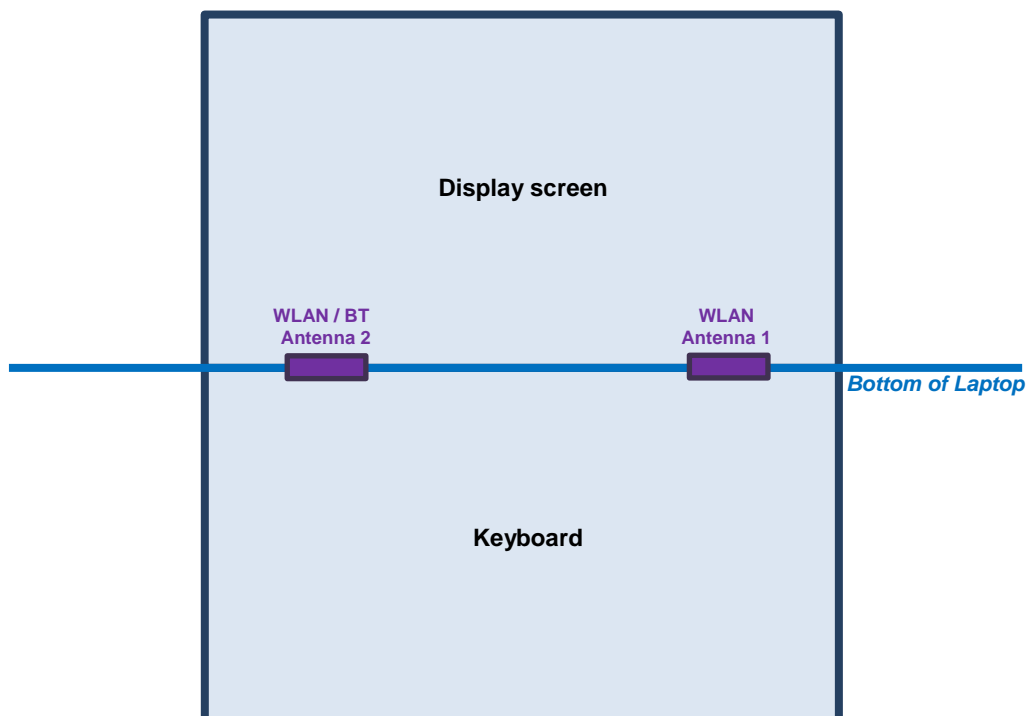 Display screen
WLAN / BT
Antenna 2
WLAN
Antenna 1
Bottom of Laptop
Keyboard